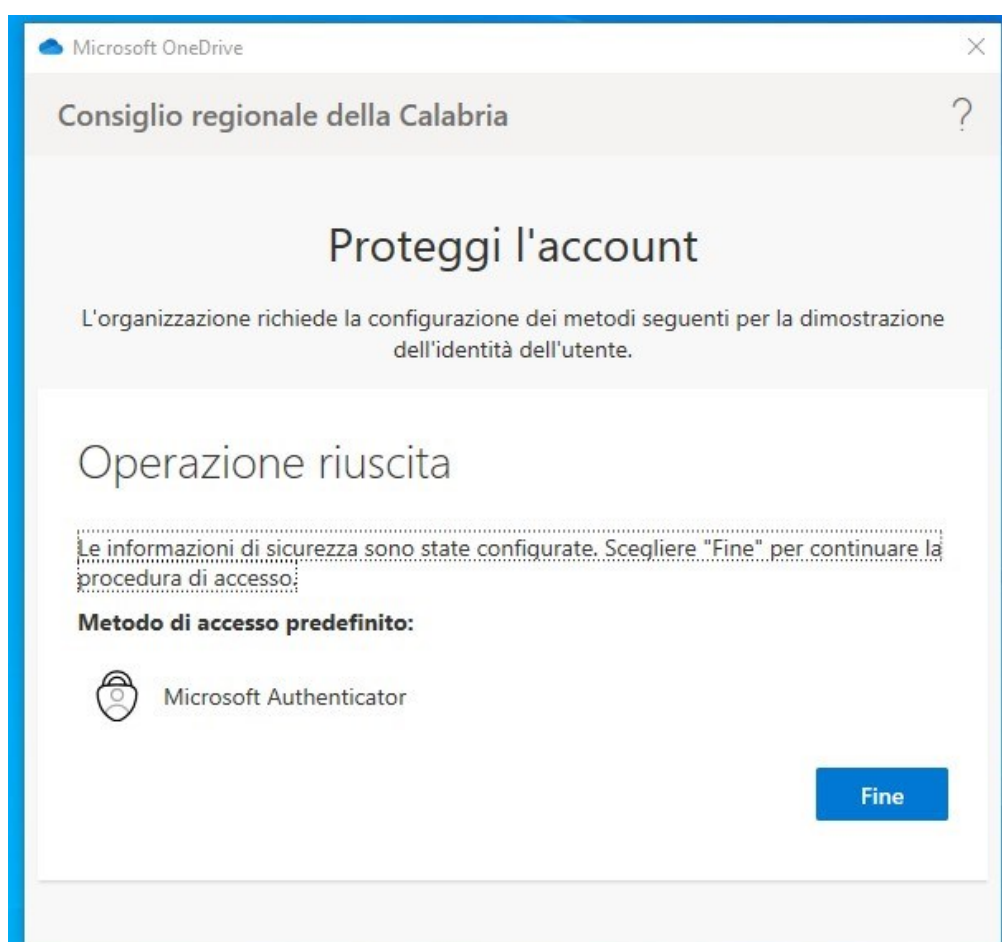 Microsoft OneDrive
Consiglio regionale della Calabria
?
Proteggi l'account
L'organizzazione richiede la configurazione dei metodi seguenti per la dimostrazione
dell'identità dell'utente.
Operazione riuscita
Le informazioni di sicurezza sono state configurate. Scegliere "Fine" per continuare la
procedura di accesso.
Metodo di accesso predefinito:
Microsoft Authenticator
Fine